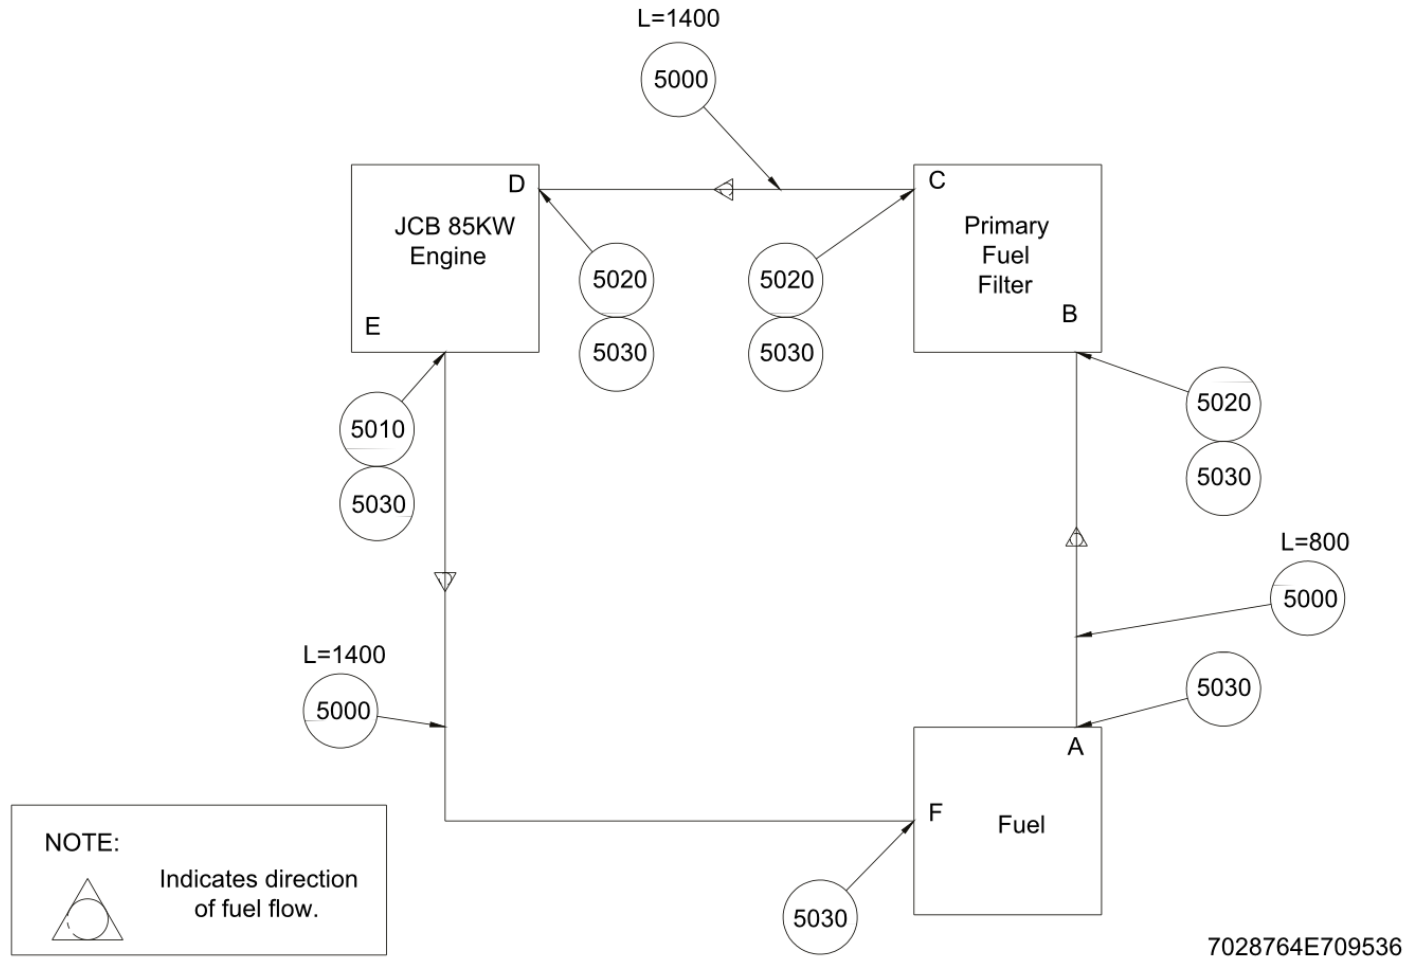 L=1400
5000
D
JCB 85KW
Engine
E
C
Primary
Fuel
Filter
B
5020
5030
5020
5030
5010
5030
5020
5030
L=800
5000
5030
L=1400
5000
A
F
Fuel
5030
NOTE:
Indicates direction
of fuel flow.
7028764E709536